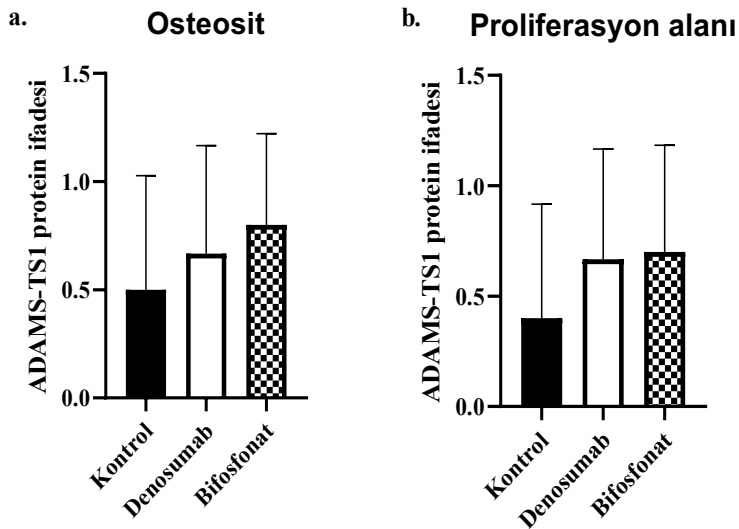 a.
Osteosit
ADAMS-TS1 protein ifadesi
1.5
1.0
0.5
0.0
Kontrol
Denosumab
Bifosfonat
b.
Proliferasyon alanı
ADAMS-TS1 protein ifadesi
1.5
1.0
0.5
0.0
Kontrol
Denosumab
Bifosfonat